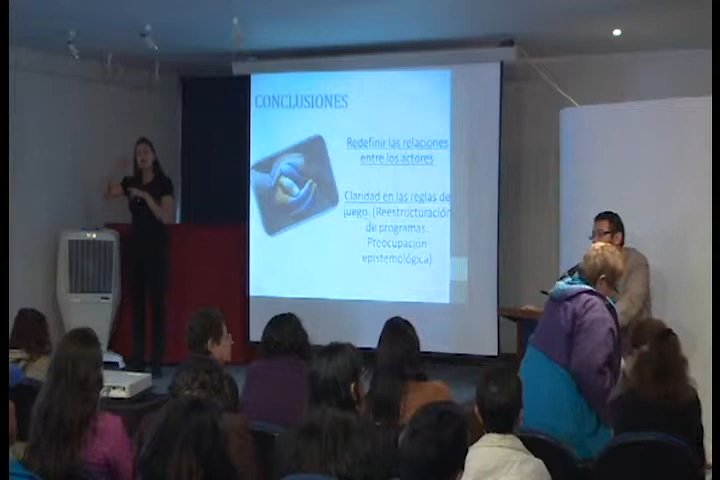 CONCLUSIONES
Redefinir las relaciones
entre los actores
Claridad en las reglas de
juego. (Reestructuración
de programas.
Preocupación
epistemológica)